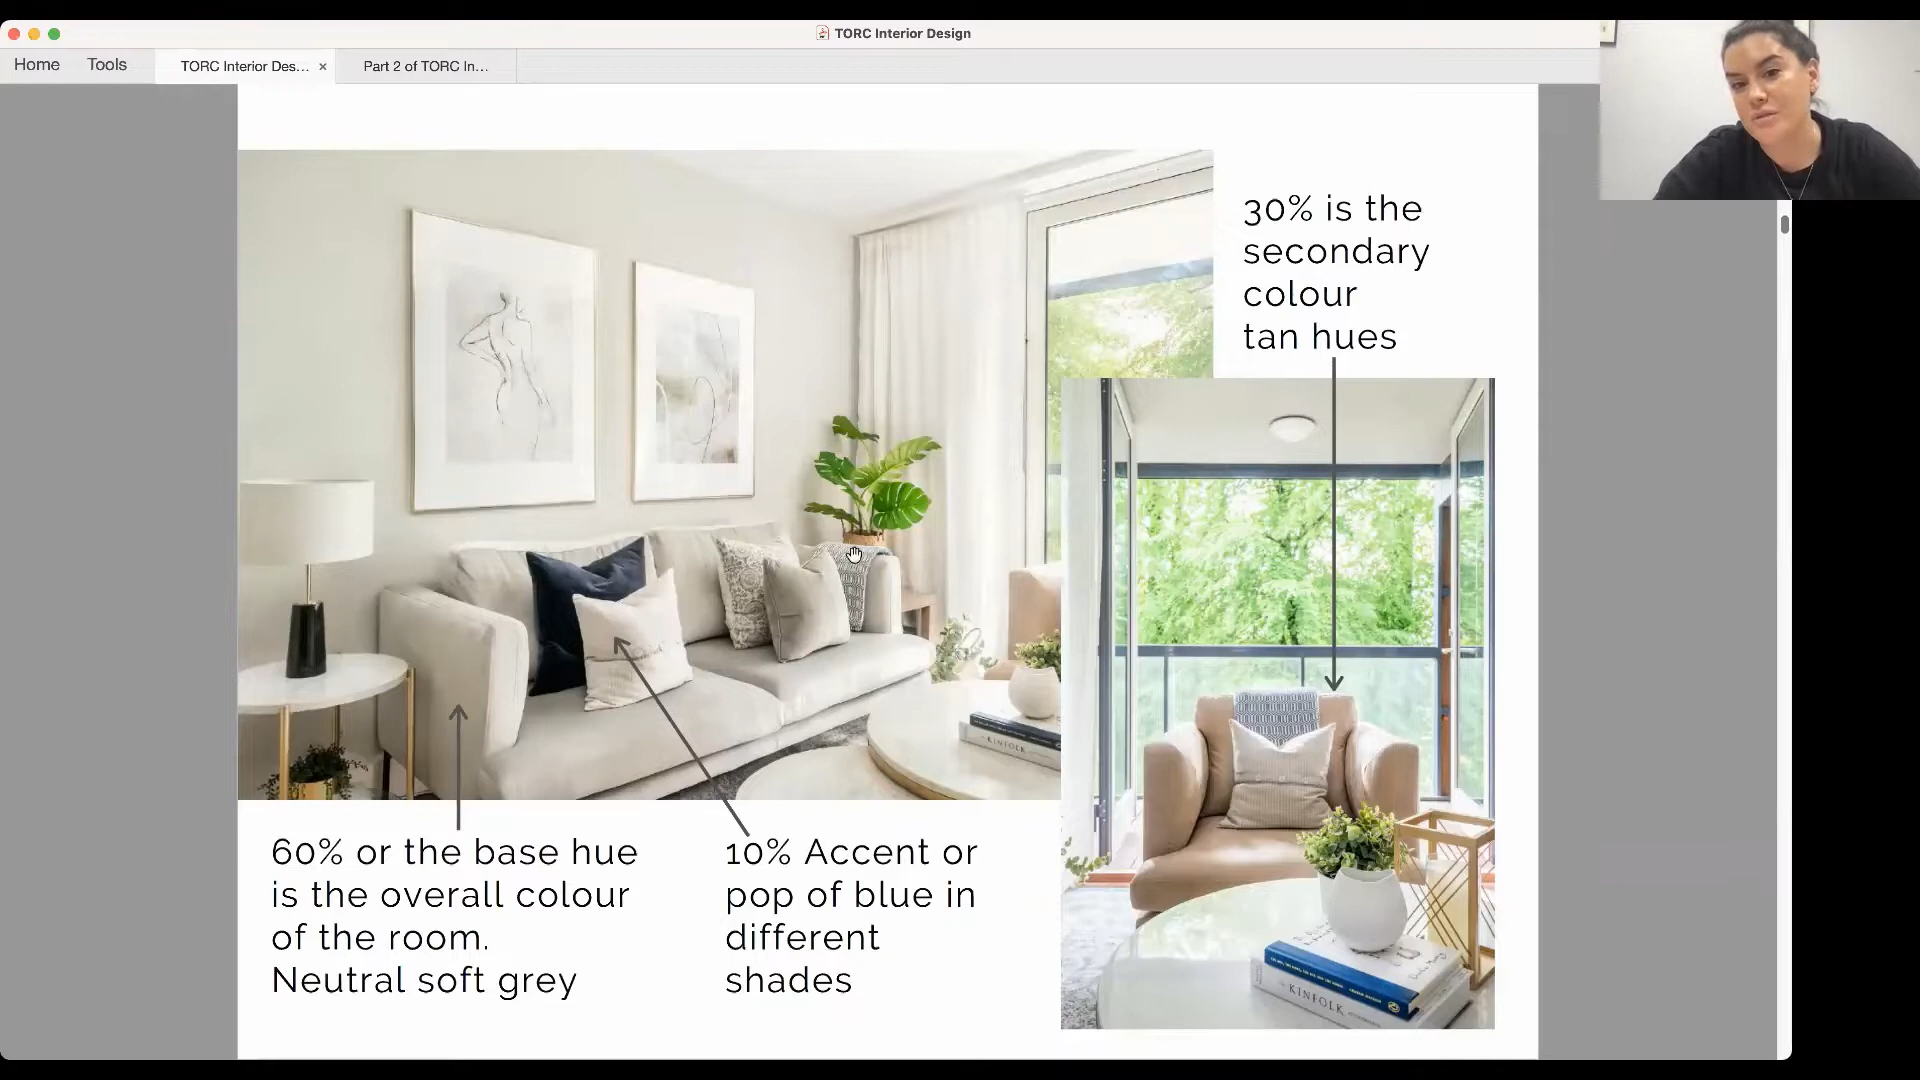 TORC Interior Design
Home
Tools
TORC Interior Des... ×
Part 2 of TORC In...
30% is the
secondary
colour
tan hues
KINFOLK
60% or the base hue
is the overall colour
of the room.
Neutral soft grey
10% Accent or
pop of blue in
different
shades
KINFOLK